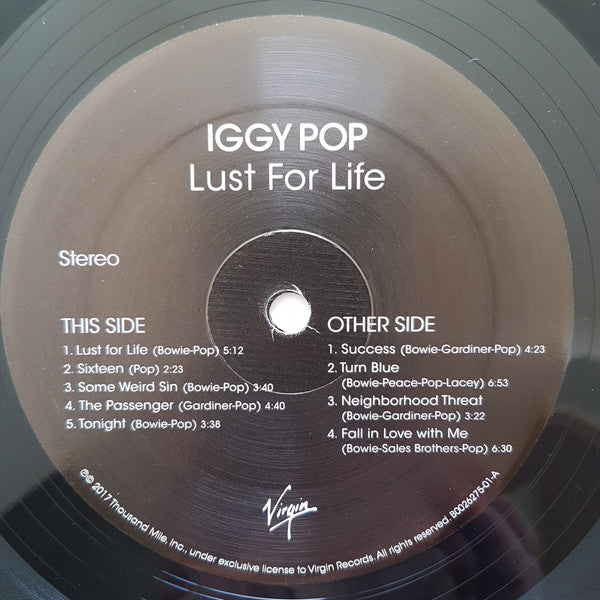 IGGY POP
Lust For Life
Stereo
THIS SIDE
1. Lust for Life (Bowie-Pop) 5:12
2. Sixteen (Pop) 2:23
3. Some Weird Sin (Bowie-Pop) 3:40
4. The Passenger (Gardiner-Pop) 4:40
5. Tonight (Bowie-Pop) 3:38
OTHER SIDE
1. Success (Bowie-Gardiner-Pop) 4:23
2. Turn Blue
(Bowie-Peace-Pop-Lacey) 6:53
3. Neighborhood Threat
(Bowie-Gardiner-Pop) 3:22
4. Fall in Love with Me
(Bowie-Sales Brothers-Pop) 6:30
Virgin
℗© 2017 Thousand Mile, Inc., under exclusive license to Virgin Records. All rights reserved. B0026275-01-A